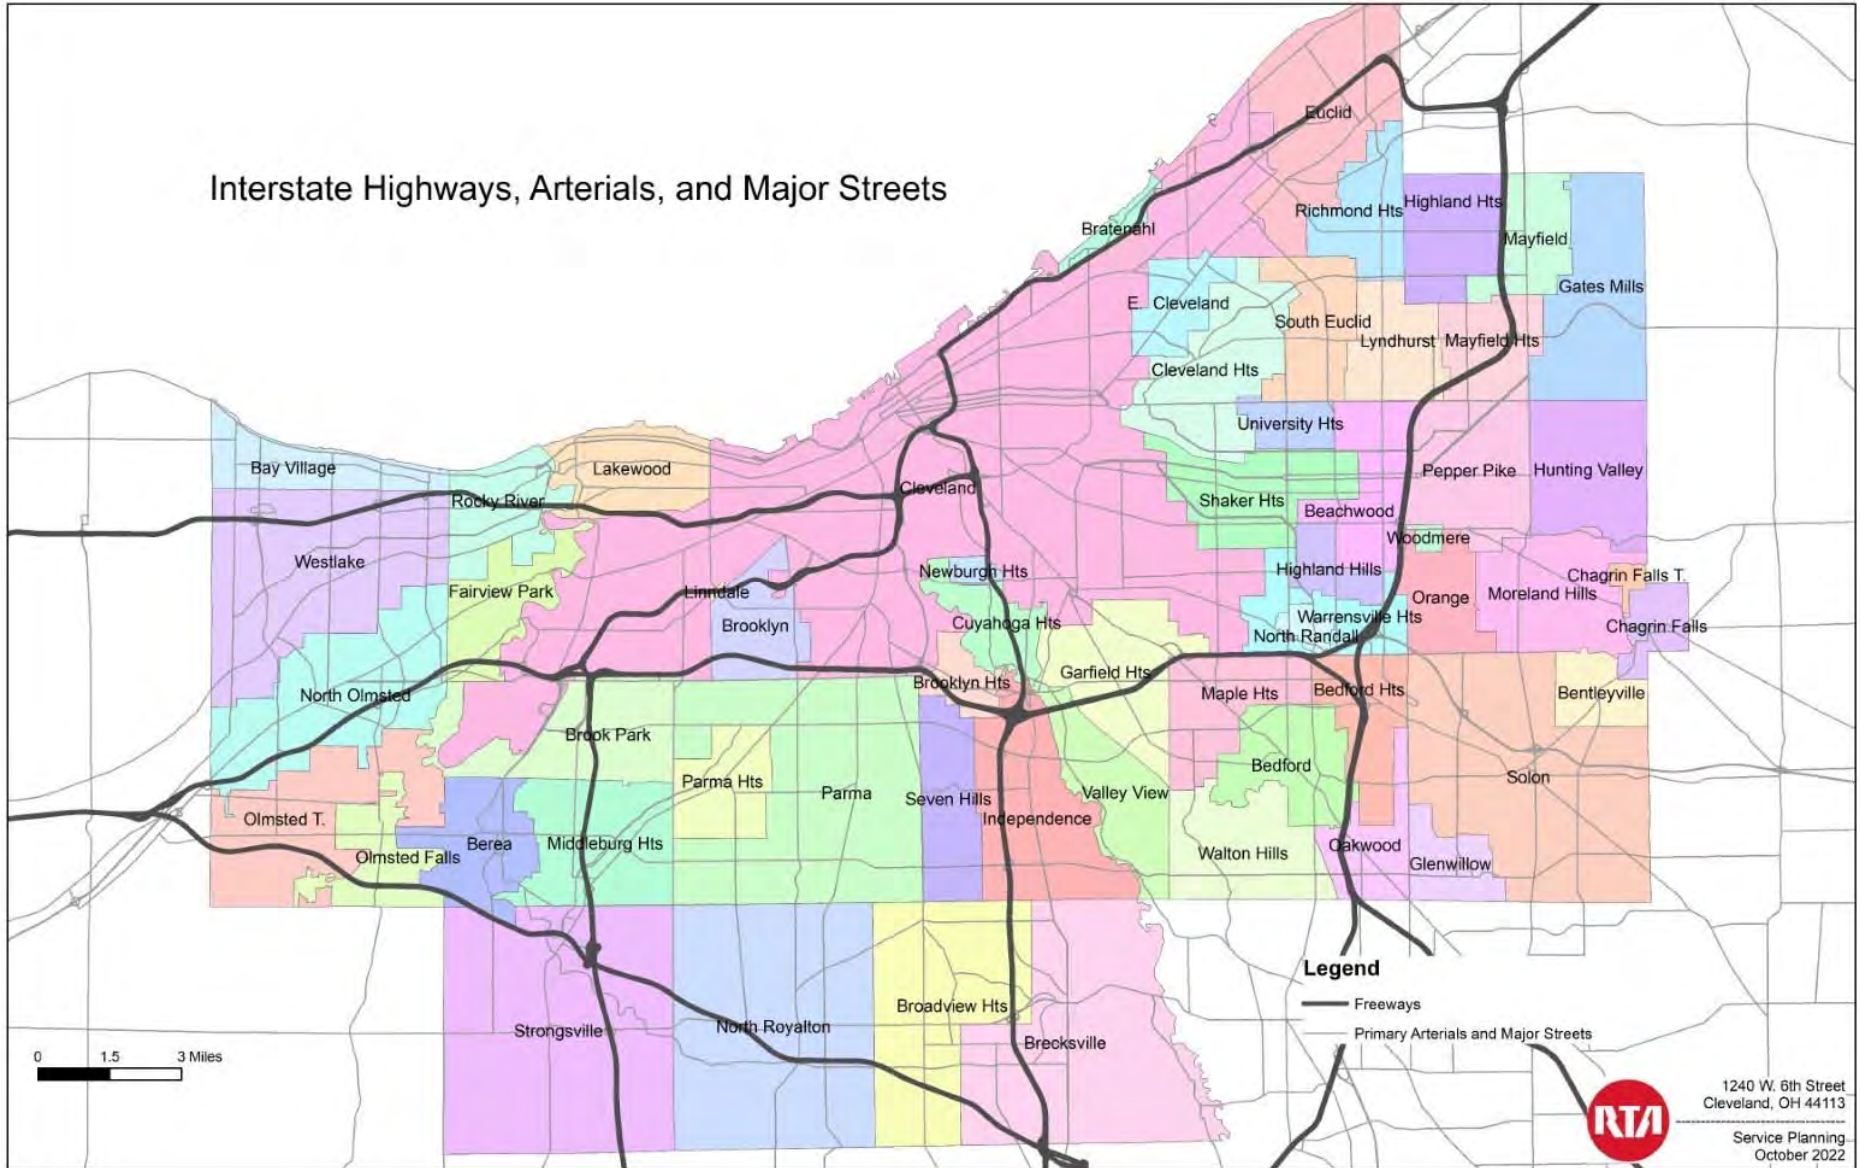 Interstate Highways, Arterials, and Major Streets
Euclid
Richmond Hts
Highland Hts
Bratenahl
Mayfield
Gates Mills
E. Cleveland
South Euclid
Lyndhurst
Mayfield Hts
Cleveland Hts
University Hts
Bay Village
Lakewood
Pepper Pike
Hunting Valley
Rocky River
Cleveland
Shaker Hts
Beachwood
Woodmere
Westlake
Newburgh Hts
Highland Hills
Chagrin Falls T.
Fairview Park
Linndale
Orange
Moreland Hills
Brooklyn
Cuyahoga Hts
Warrensville Hts
Chagrin Falls
North Randall
Garfield Hts
North Olmsted
Brooklyn Hts
Maple Hts
Bedford Hts
Bentleyville
Brook Park
Bedford
Parma Hts
Parma
Seven Hills
Valley View
Solon
Olmsted T.
Independence
Olmsted Falls
Berea
Middleburg Hts
Walton Hills
Oakwood
Glenwillow
Broadview Hts
Strongsville
North Royalton
Brecksville
Legend
Freeways
Primary Arterials and Major Streets
0 1.5 3 Miles
RTA
1240 W. 6th Street
Cleveland, OH 44113
Service Planning
October 2022